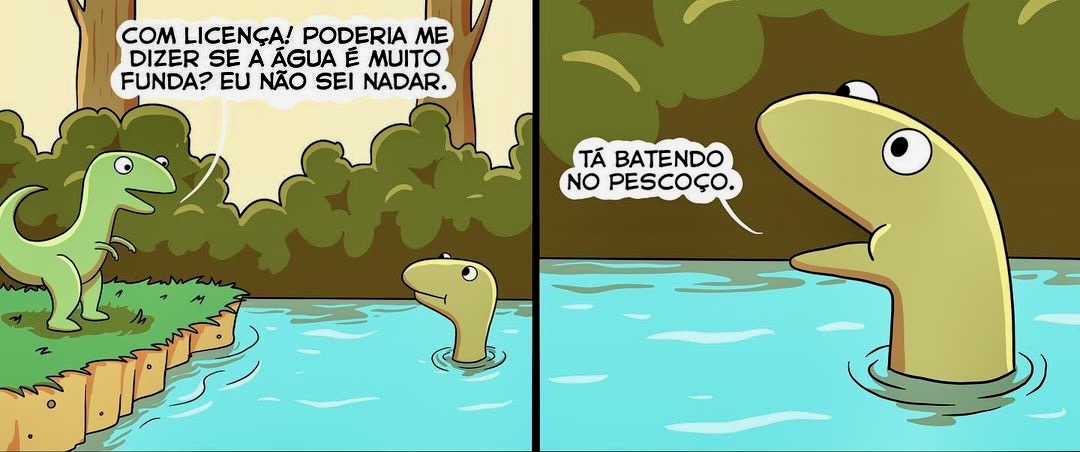 COM LICENÇA! PODERIA ME
DIZER SE A ÁGUA É MUITO
FUNDA? EU NÃO SEI NADAR.
TÁ BATENDO
NO PESCOÇO.